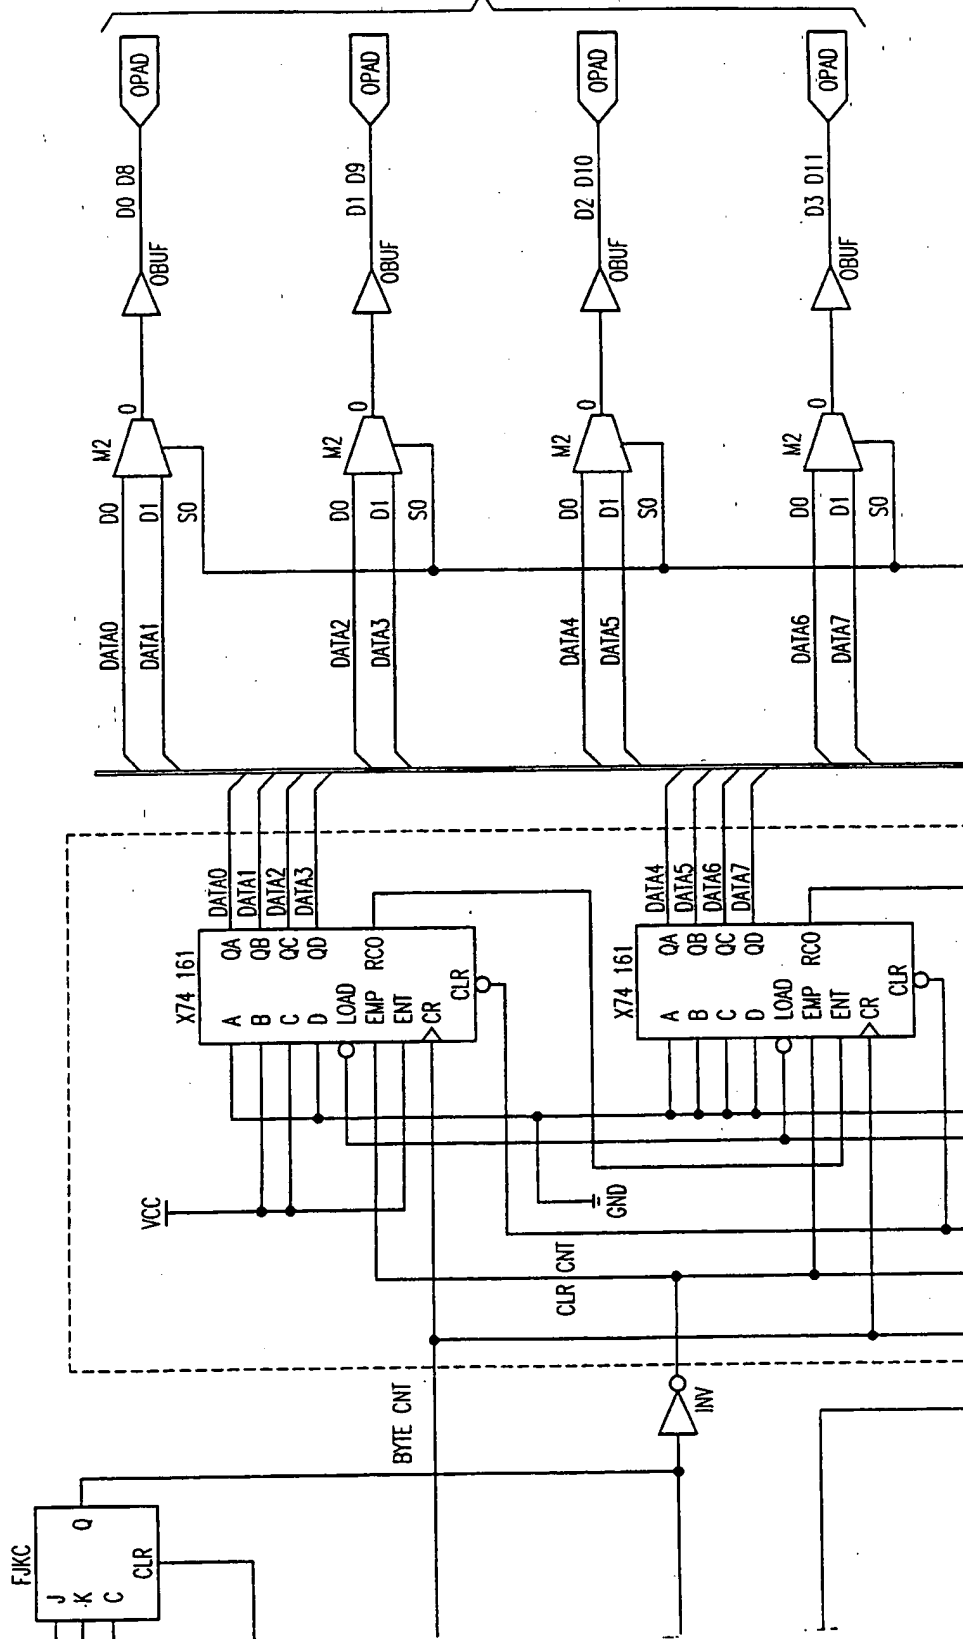 OPAD
OPAD
OPAD
OPAD
D0 D8
D1 D9
D2 D10
D3 D11
OBUF
OBUF
OBUF
OBUF
M2
0
M2
0
M2
0
M2
0
D0
D1
S0
D0
D1
S0
D0
D1
S0
D0
D1
S0
DATA0
DATA1
DATA2
DATA3
DATA4
DATA5
DATA6
DATA7
DATA0
DATA1
DATA2
DATA3
DATA4
DATA5
DATA6
DATA7
X74 161
QA
QB
QC
QD
RCO
A
B
C
D
LOAD
EMP
ENT
CR
CLR
X74 161
QA
QB
QC
QD
RCO
A
B
C
D
LOAD
EMP
ENT
CR
CLR
VCC
GND
CLR CNT
BYTE CNT
INV
FJKC
J
K
C
Q
CLR